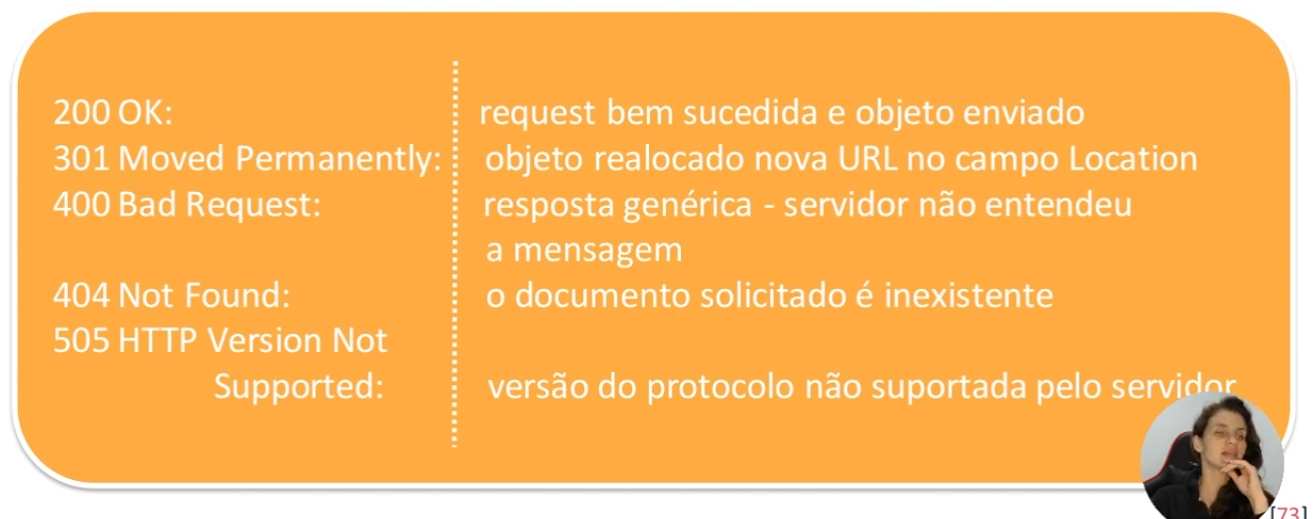 200 OK: request bem sucedida e objeto enviado
301 Moved Permanently: objeto realocado nova URL no campo Location
400 Bad Request: resposta genérica - servidor não entendeu
a mensagem
404 Not Found: o documento solicitado é inexistente
505 HTTP Version Not
Supported: versão do protocolo não suportada pelo servidor
[73]